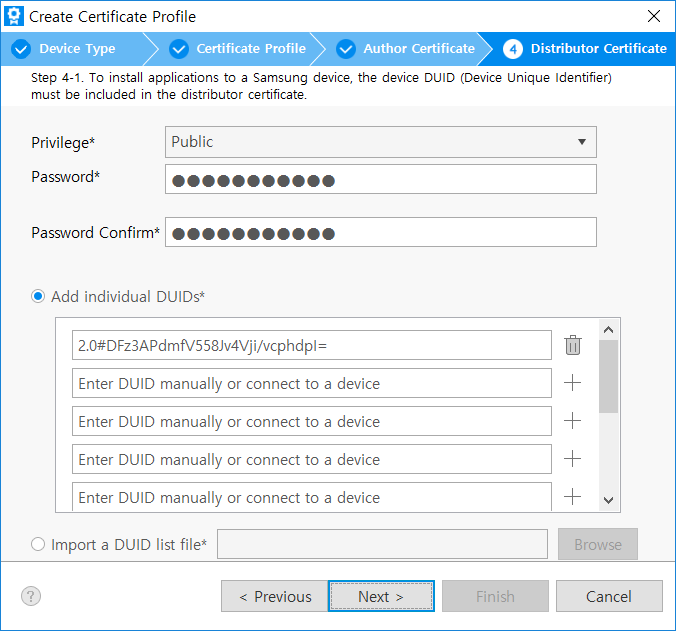 Create Certificate Profile
Device Type
Certificate Profile
Author Certificate
4 Distributor Certificate
Step 4-1. To install applications to a Samsung device, the device DUID (Device Unique Identifier)
must be included in the distributor certificate.
Privilege*
Public
Password*
Password Confirm*
Add individual DUIDs*
2.0#DFz3APdmfV558Jv4Vji/vcphdpI=
Enter DUID manually or connect to a device
Enter DUID manually or connect to a device
Enter DUID manually or connect to a device
Enter DUID manually or connect to a device
Import a DUID list file*
Browse
?
< Previous
Next >
Finish
Cancel